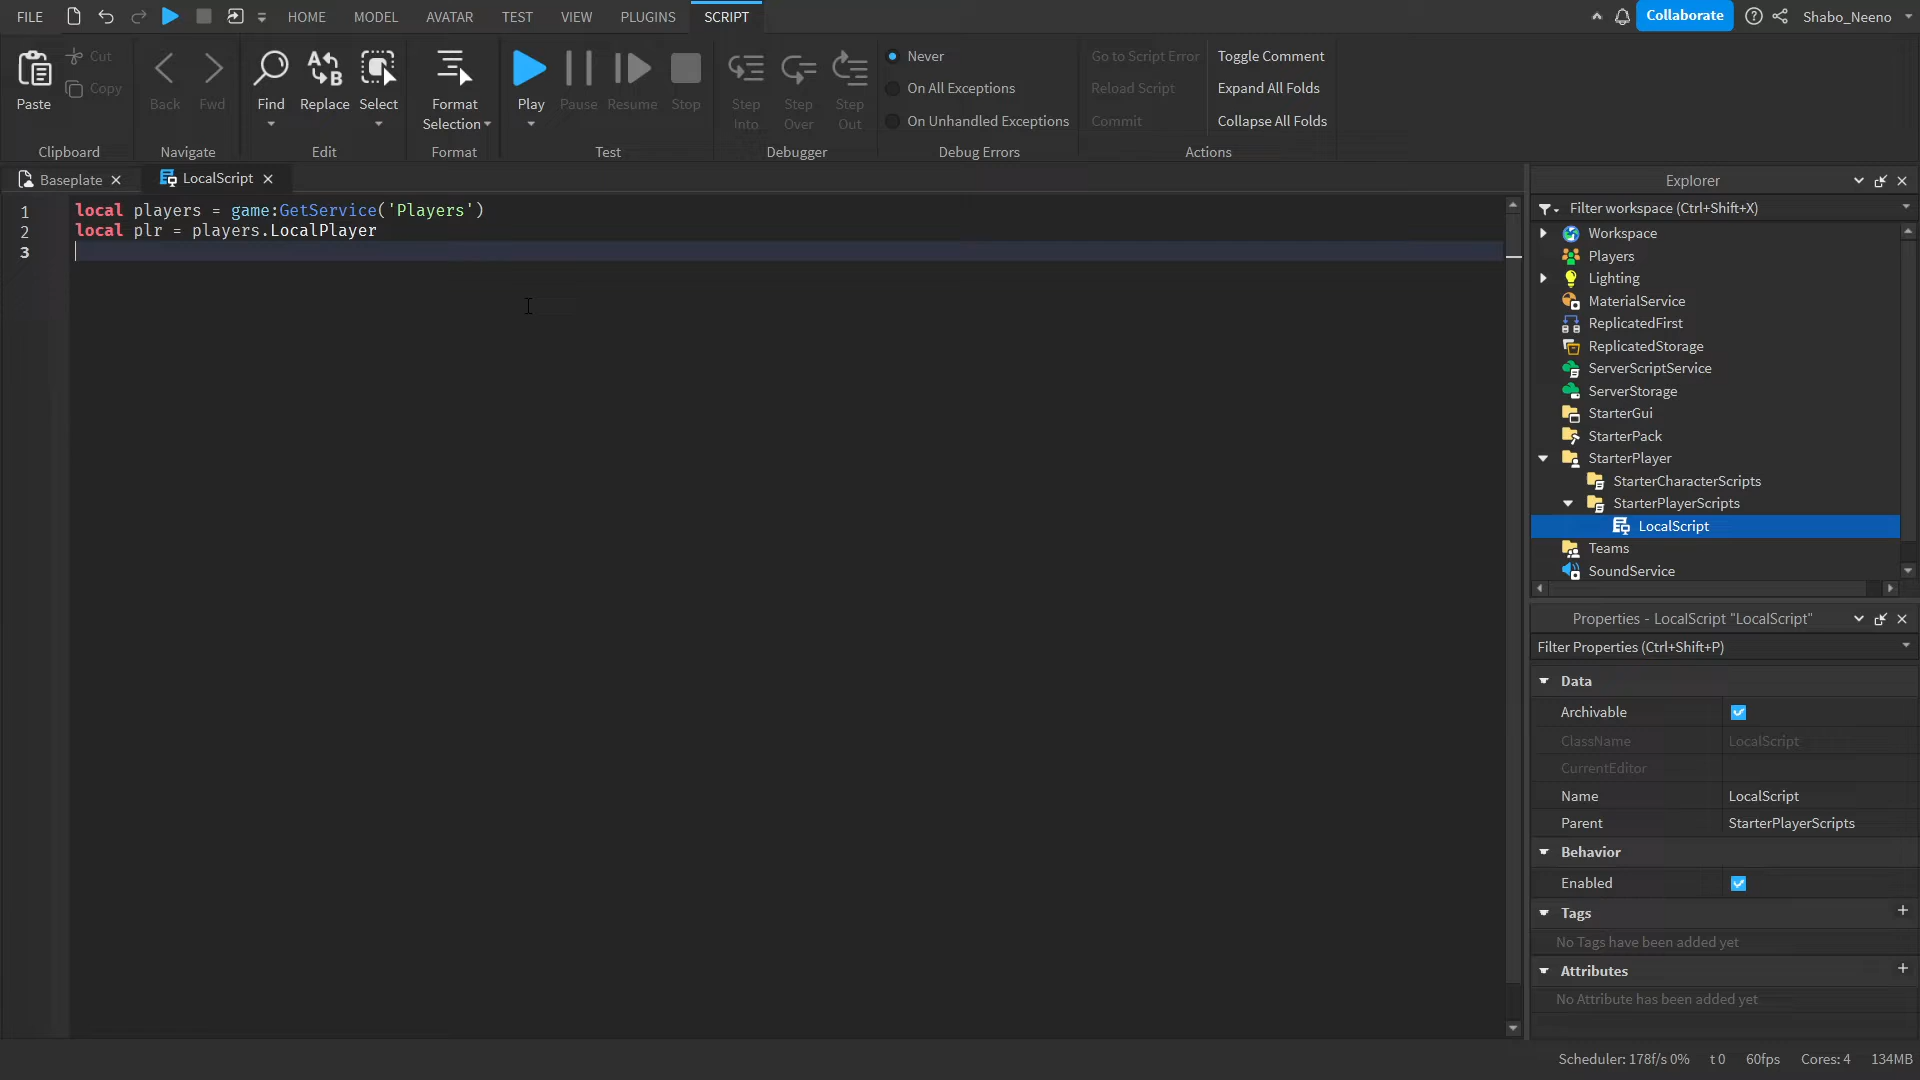 FILE HOME MODEL AVATAR TEST VIEW PLUGINS SCRIPT Collaborate Shabo_Neeno
Paste Cut Copy
Clipboard
Back Fwd
Navigate
Find Replace Select
Edit
Format Selection
Format
Play Pause Resume Stop
Test
Step Into Step Over Step Out
Debugger
Never
On All Exceptions
On Unhandled Exceptions
Debug Errors
Go to Script Error
Reload Script
Commit
Toggle Comment
Expand All Folds
Collapse All Folds
Actions
Baseplate LocalScript
1 local players = game:GetService('Players')
2 local plr = players.LocalPlayer
3
Explorer
Filter workspace (Ctrl+Shift+X)
Workspace
Players
Lighting
MaterialService
ReplicatedFirst
ReplicatedStorage
ServerScriptService
ServerStorage
StarterGui
StarterPack
StarterPlayer
StarterCharacterScripts
StarterPlayerScripts
LocalScript
Teams
SoundService
Properties - LocalScript "LocalScript"
Filter Properties (Ctrl+Shift+P)
Data
Archivable
ClassName LocalScript
CurrentEditor
Name LocalScript
Parent StarterPlayerScripts
Behavior
Enabled
Tags
No Tags have been added yet
Attributes
No Attribute has been added yet
Scheduler: 178f/s 0% t 0 60fps Cores: 4 134MB